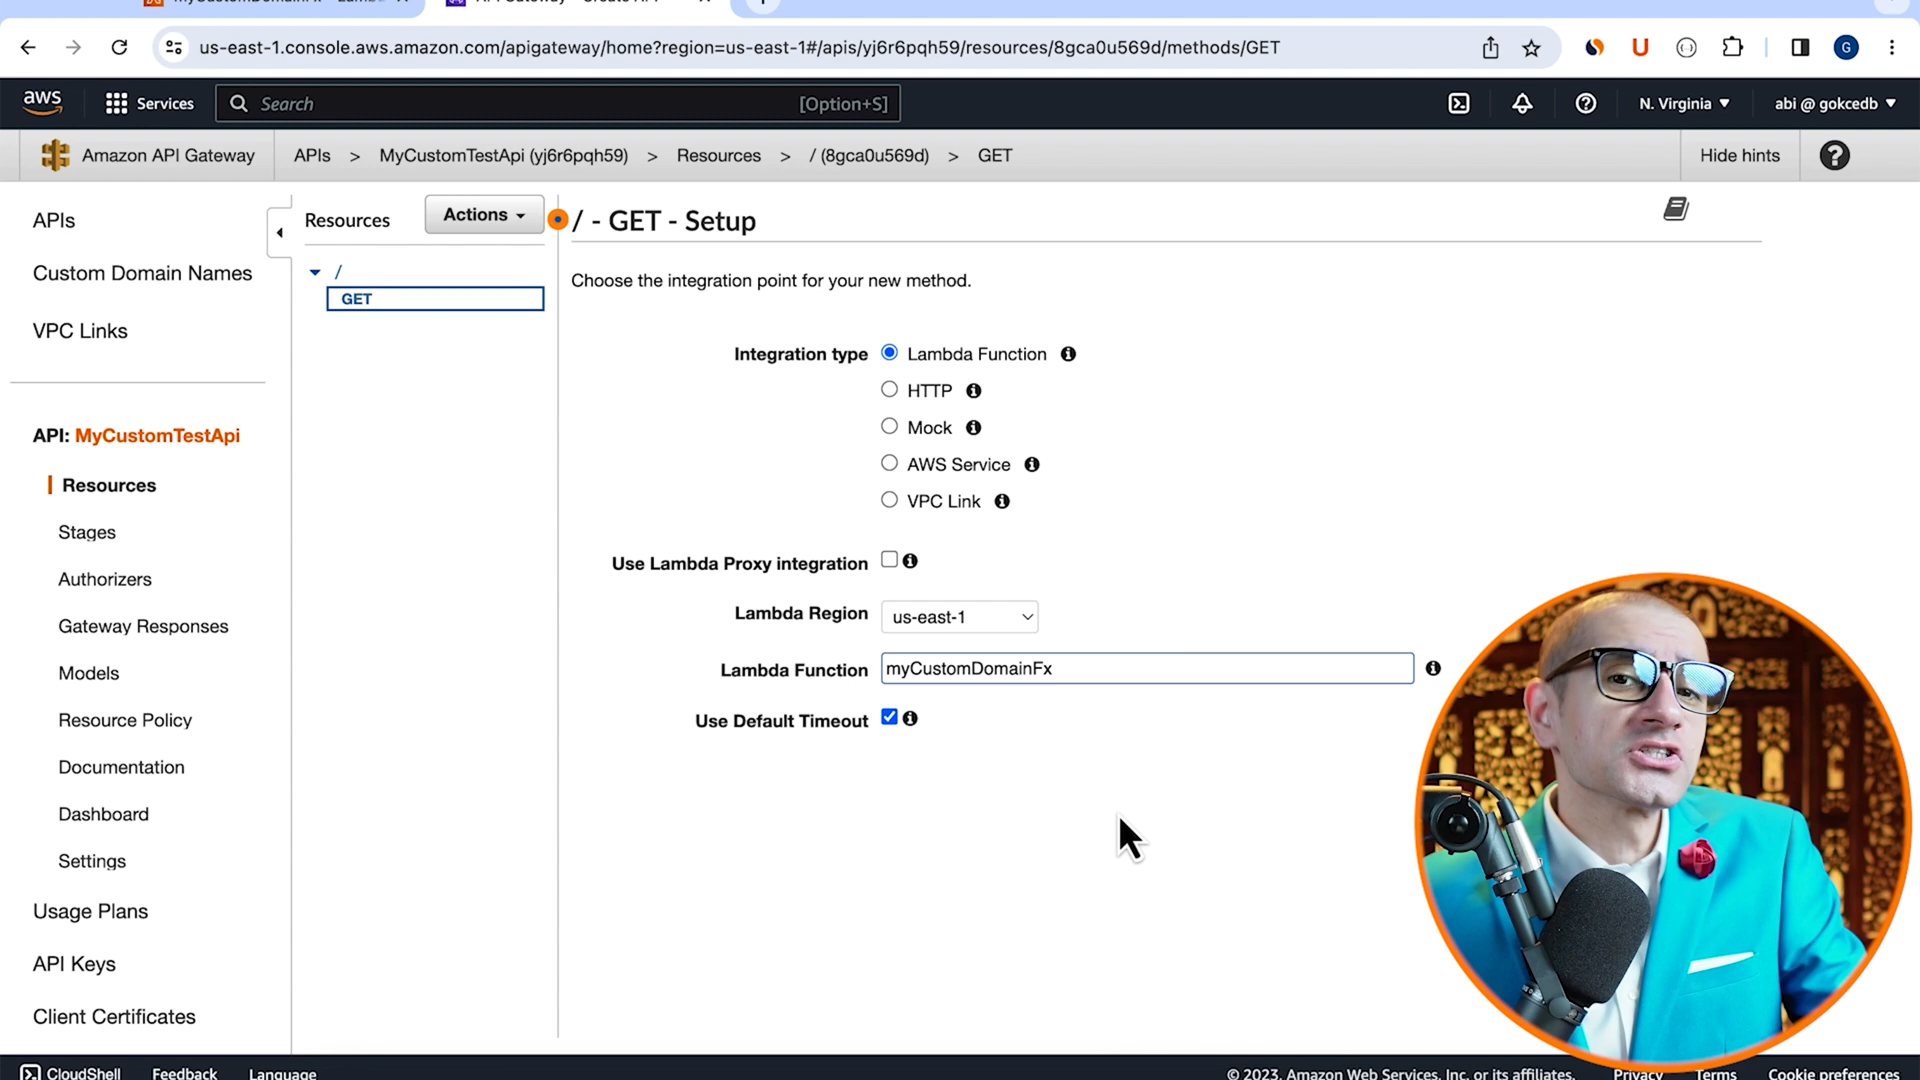 us-east-1.console.aws.amazon.com/apigateway/home?region=us-east-1#/apis/yj6r6pqh59/resources/8gca0u569d/methods/GET
G
aws
Services
Search
[Option+S]
N. Virginia
abi @ gokcedb
Amazon API Gateway
APIs > MyCustomTestApi (yj6r6pqh59) > Resources > / (8gca0u569d) > GET
Hide hints
APIs
Custom Domain Names
VPC Links
API: MyCustomTestApi
Resources
Stages
Authorizers
Gateway Responses
Models
Resource Policy
Documentation
Dashboard
Settings
Usage Plans
API Keys
Client Certificates
Resources
Actions
/
GET
/ - GET - Setup
Choose the integration point for your new method.
Integration type
Lambda Function
HTTP
Mock
AWS Service
VPC Link
Use Lambda Proxy integration
Lambda Region us-east-1
Lambda Function myCustomDomainFx
Use Default Timeout
CloudShell Feedback Language
© 2023, Amazon Web Services, Inc. or its affiliates. Privacy Terms Cookie preferences